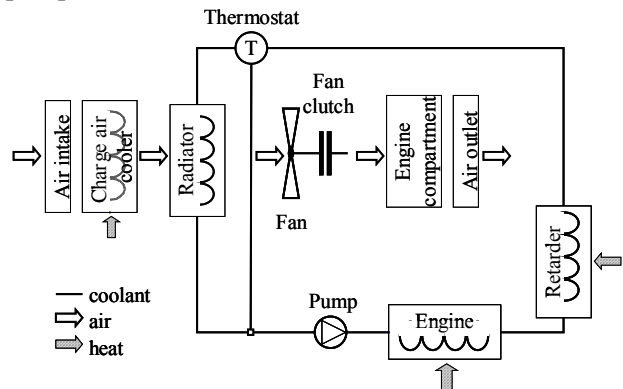 Thermostat
T
Fan
clutch
Air intake
Charge air
cooler
Radiator
Engine
compartment
Air outlet
Fan
Retarder
coolant
air
heat
Pump
Engine